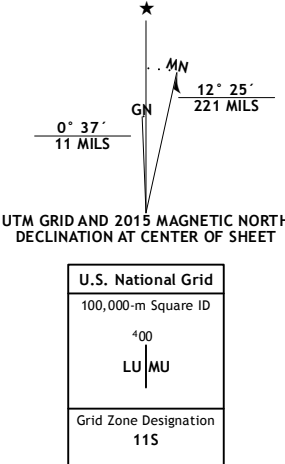 ★
MN
12° 25´
221 MILS
GN
0° 37´
11 MILS
UTM GRID AND 2015 MAGNETIC NORTH
DECLINATION AT CENTER OF SHEET
U.S. National Grid
100,000-m Square ID
⁴00
LU MU
Grid Zone Designation
11S